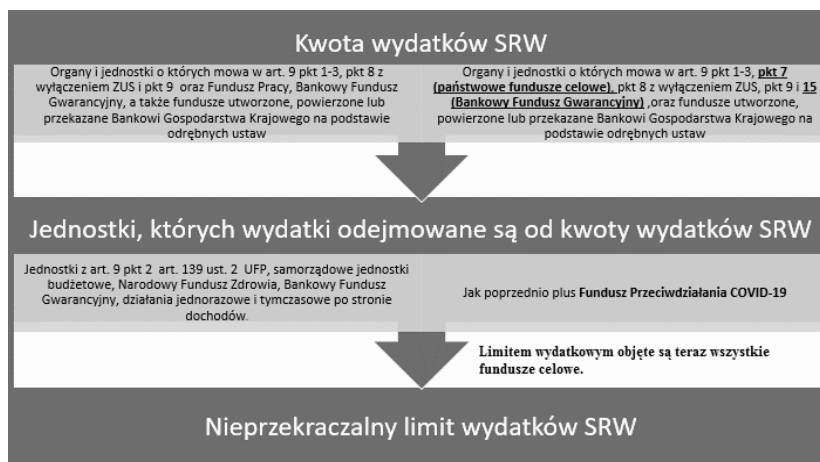 Kwota wydatków SRW
Organy i jednostki o których mowa w art. 9 pkt 1-3, pkt 8 z
wyłączeniem ZUS i pkt 9 oraz Fundusz Pracy, Bankowy Fundusz
Gwarancyjny, a także fundusze utworzone, powierzone lub
przekazane Bankowi Gospodarstwa Krajowego na podstawie
odrębnych ustaw
Organy i jednostki o których mowa w art. 9 pkt 1-3, pkt 7
(państwowe fundusze celowe), pkt 8 z wyłączeniem ZUS, pkt 9 i 15
(Bankowy Fundusz Gwarancyjny) ,oraz fundusze utworzone,
powierzone lub przekazane Bankowi Gospodarstwa Krajowego na
podstawie odrębnych ustaw
Jednostki, których wydatki odejmowane są od kwoty wydatków SRW
Jednostki z art. 9 pkt 2 art. 139 ust. 2 UFP, samorządowe jednostki
budżetowe, Narodowy Fundusz Zdrowia, Bankowy Fundusz
Gwarancyjny, działania jednorazowe i tymczasowe po stronie
dochodów.
Jak poprzednio plus Fundusz Przeciwdziałania COVID-19
Limitem wydatkowym objęte są teraz wszystkie
fundusze celowe.
Nieprzekraczalny limit wydatków SRW